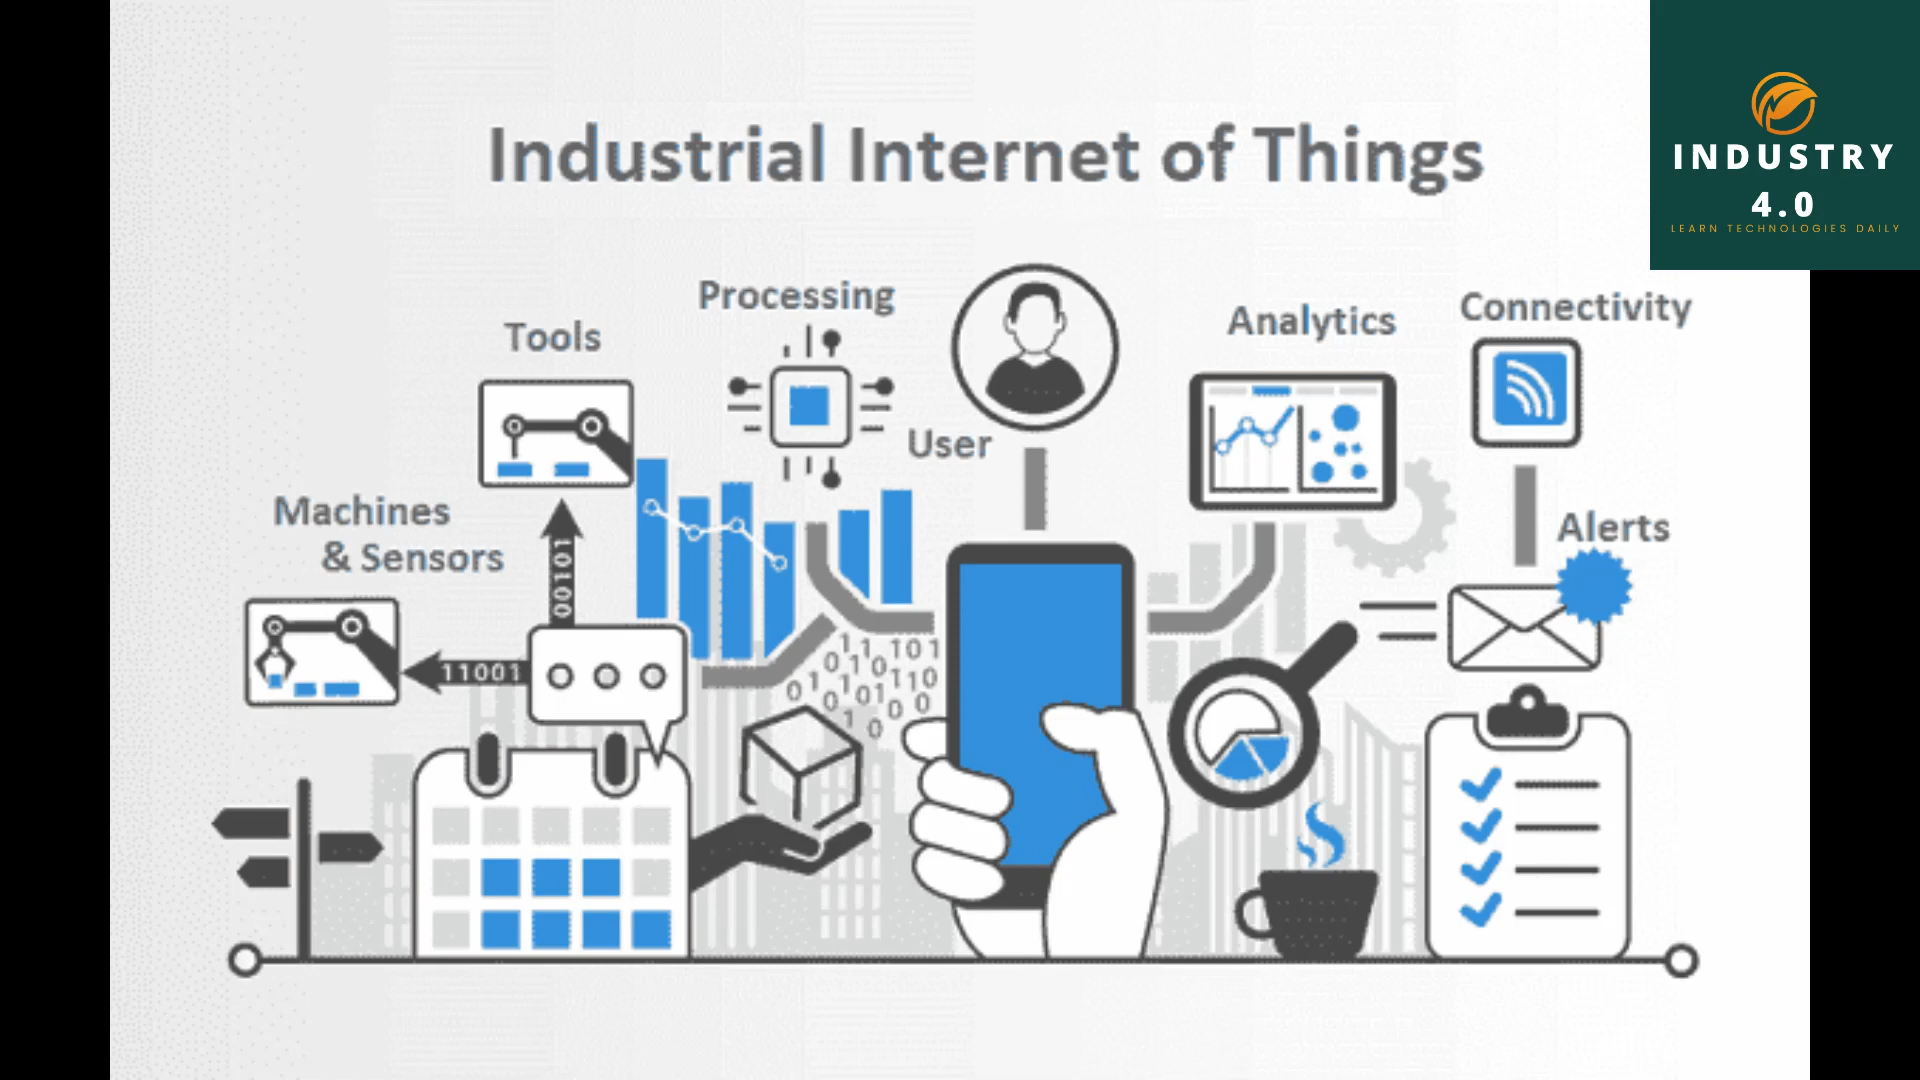 Industrial Internet of Things
INDUSTRY
4.0
LEARN TECHNOLOGIES DAILY
Processing
Tools
User
Analytics
Connectivity
Machines
& Sensors
Alerts
10100
11001